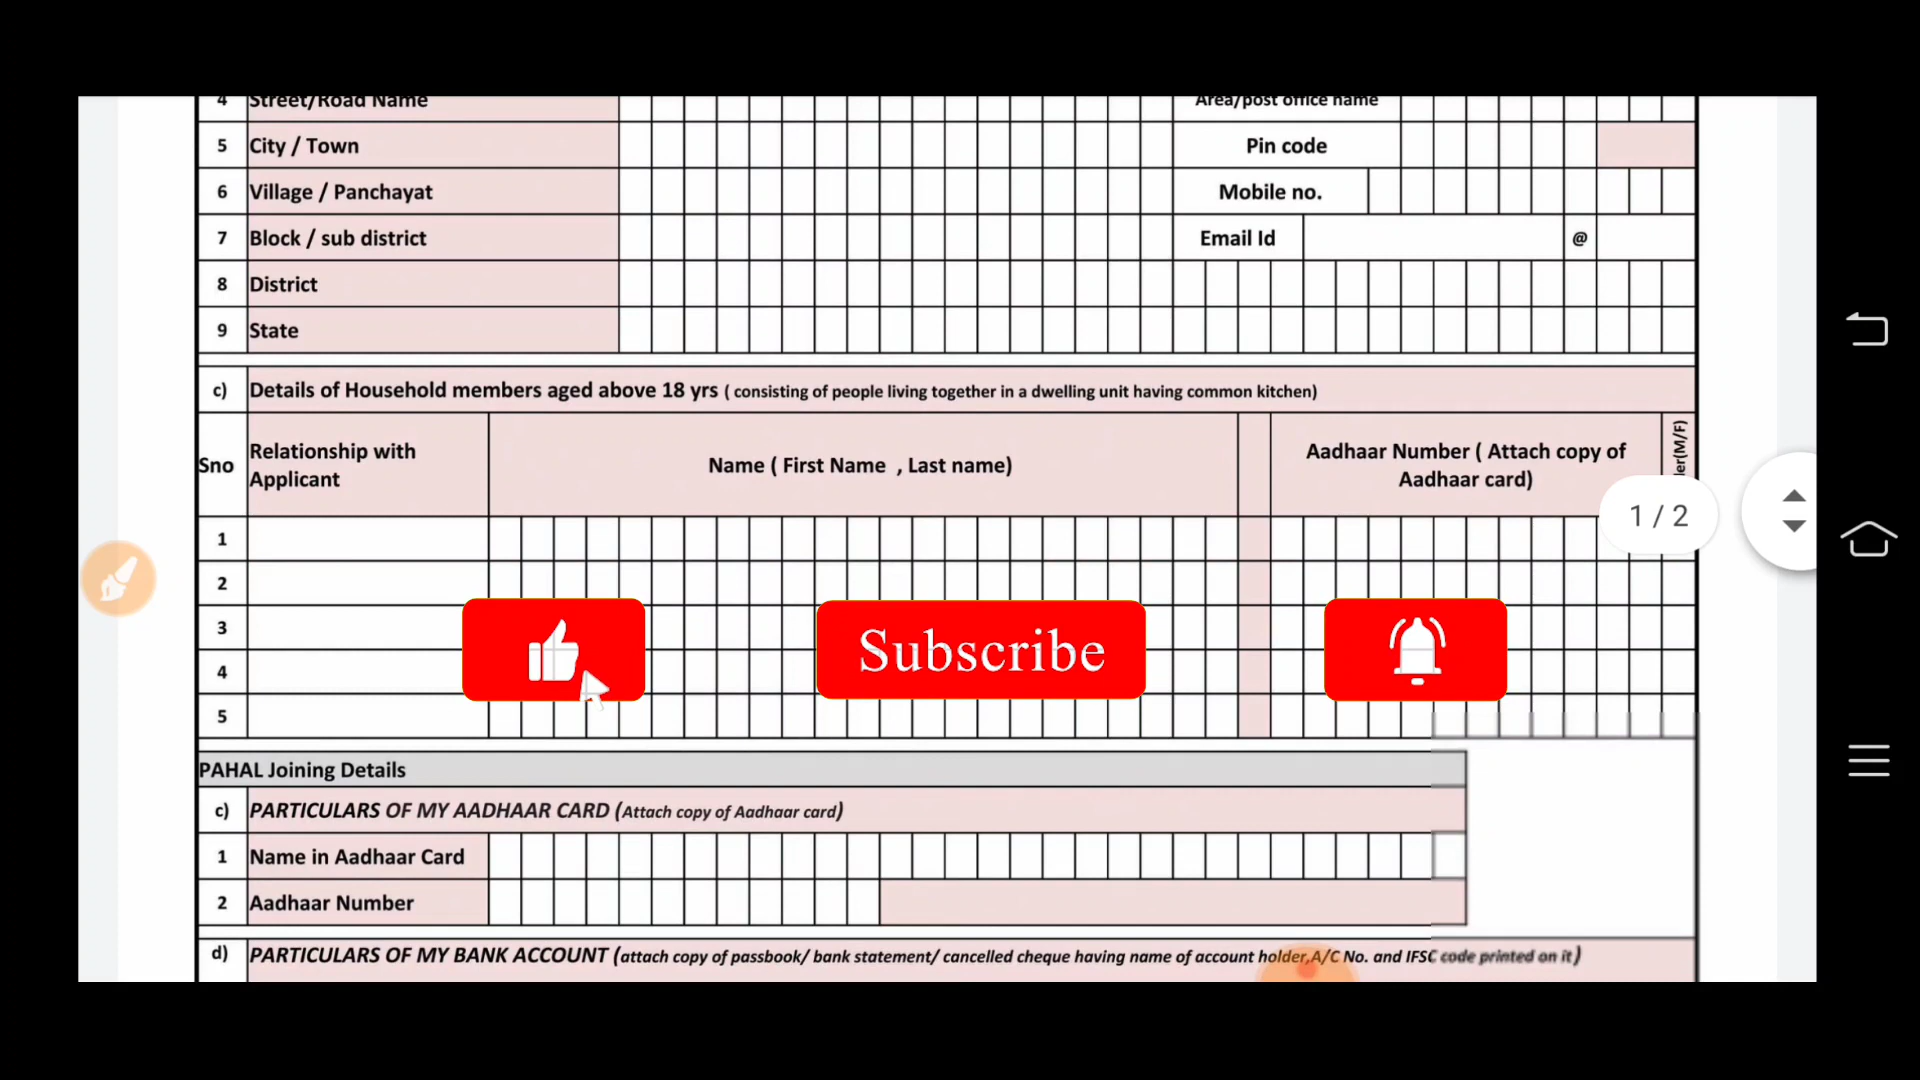 4 Street/Road Name Area/post office name
5 City / Town Pin code
6 Village / Panchayat Mobile no.
7 Block / sub district Email Id @
8 District
9 State
c) Details of Household members aged above 18 yrs ( consisting of people living together in a dwelling unit having common kitchen)
Sno Relationship with Applicant Name ( First Name , Last name) Aadhaar Number ( Attach copy of Aadhaar card) er(M/F)
1
1 / 2
2
3
Subscribe
4
5
PAHAL Joining Details
c) PARTICULARS OF MY AADHAAR CARD (Attach copy of Aadhaar card)
1 Name in Aadhaar Card
2 Aadhaar Number
d) PARTICULARS OF MY BANK ACCOUNT (attach copy of passbook/ bank statement/ cancelled cheque having name of account holder,A/C No. and IFSC code printed on it)